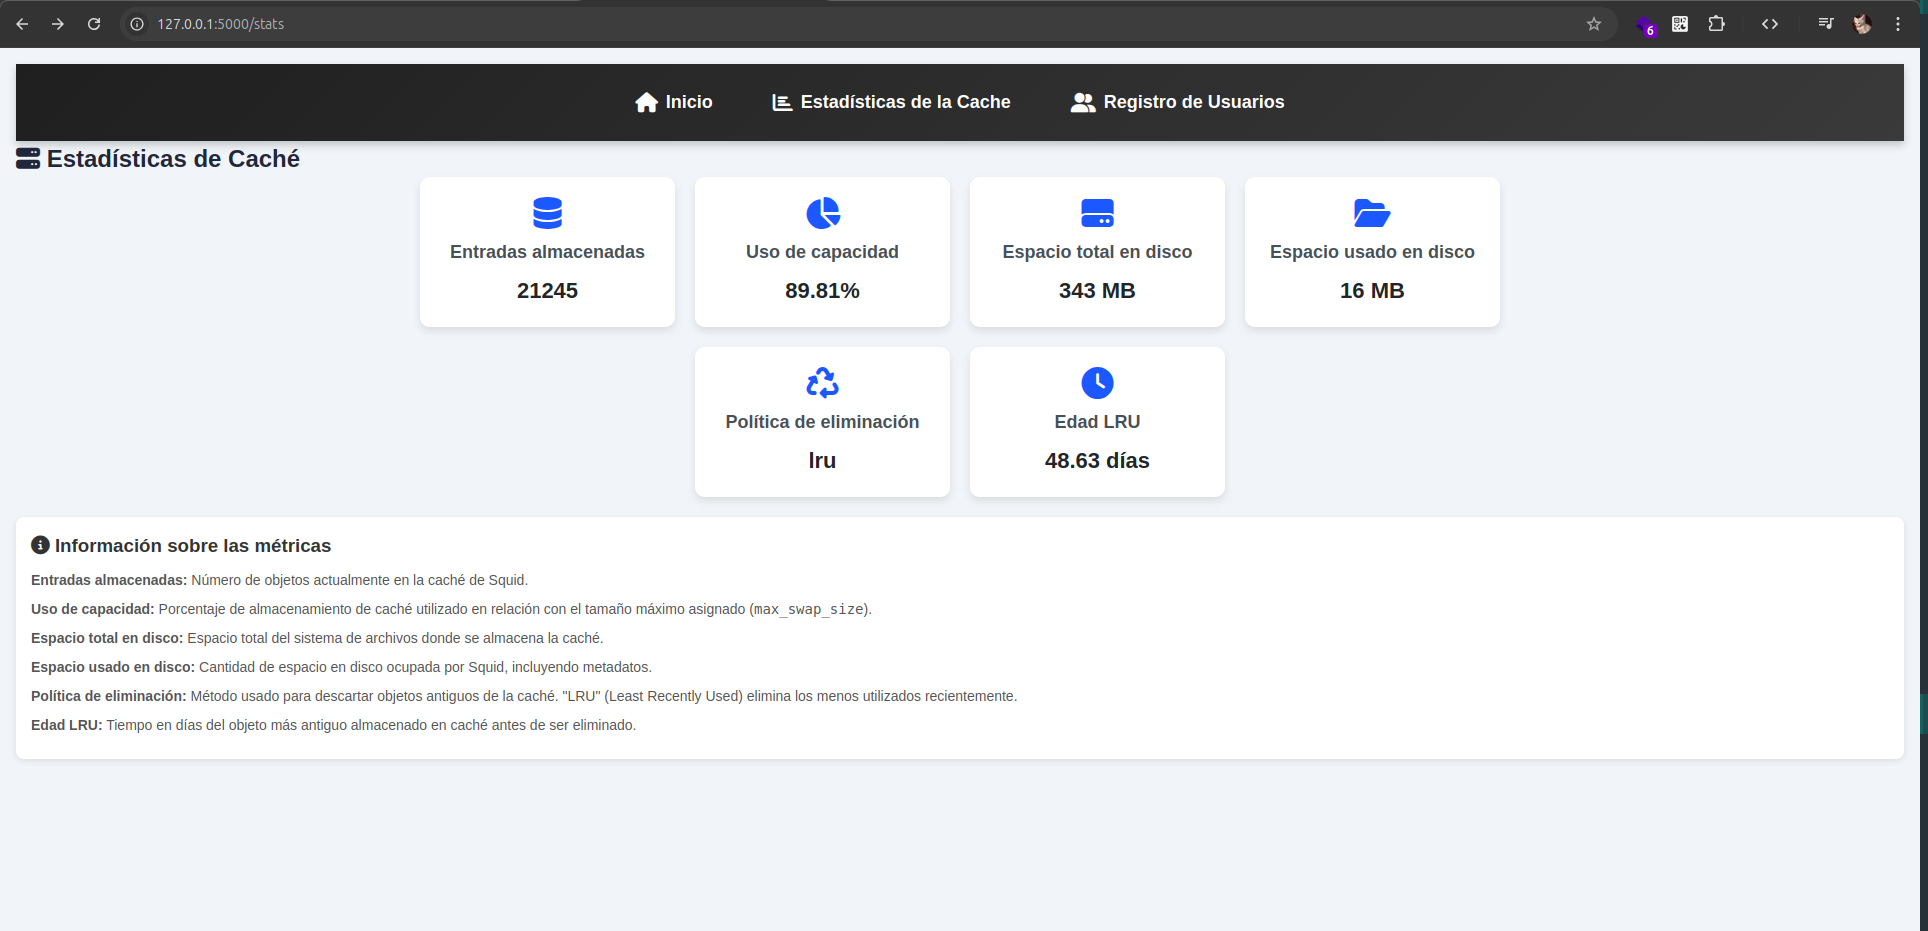 127.0.0.1:5000/stats
6
Inicio
Estadísticas de la Cache
Registro de Usuarios
Estadísticas de Caché
Entradas almacenadas
21245
Uso de capacidad
89.81%
Espacio total en disco
343 MB
Espacio usado en disco
16 MB
Política de eliminación
lru
Edad LRU
48.63 días
Información sobre las métricas
Entradas almacenadas: Número de objetos actualmente en la caché de Squid.
Uso de capacidad: Porcentaje de almacenamiento de caché utilizado en relación con el tamaño máximo asignado (max_swap_size).
Espacio total en disco: Espacio total del sistema de archivos donde se almacena la caché.
Espacio usado en disco: Cantidad de espacio en disco ocupada por Squid, incluyendo metadatos.
Política de eliminación: Método usado para descartar objetos antiguos de la caché. "LRU" (Least Recently Used) elimina los menos utilizados recientemente.
Edad LRU: Tiempo en días del objeto más antiguo almacenado en caché antes de ser eliminado.